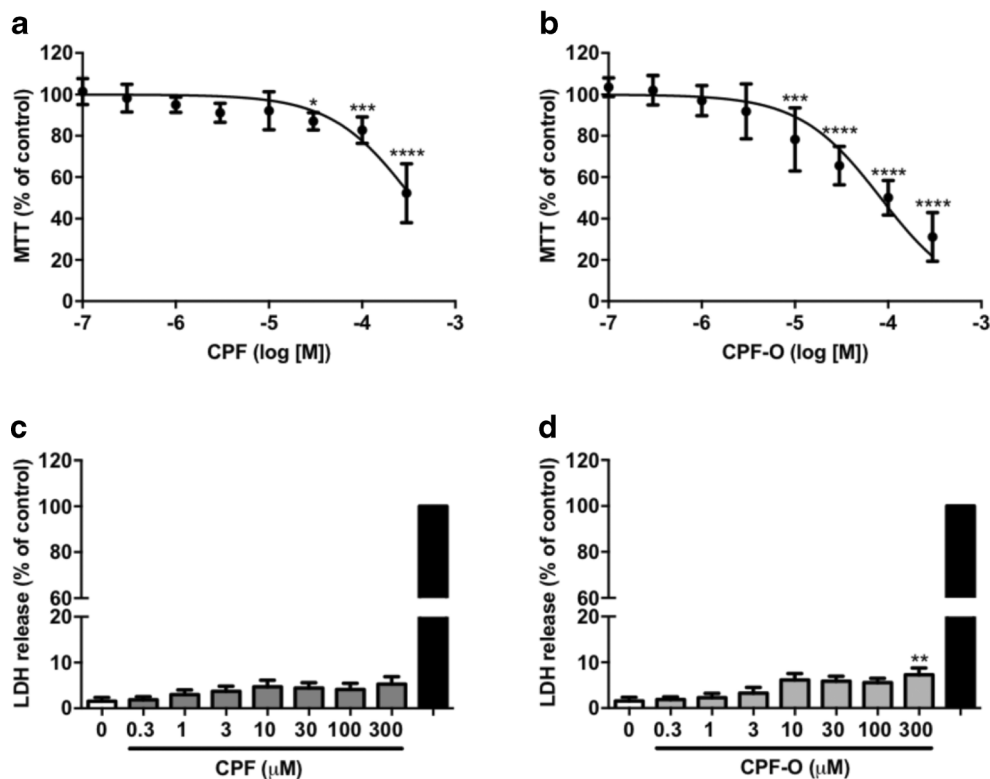 a
120
100
80
60
40
20
0
MTT (% of control)
*
***
****
-7 -6 -5 -4 -3
CPF (log [M])
b
120
100
80
60
40
20
0
MTT (% of control)
***
****
****
****
-7 -6 -5 -4 -3
CPF-O (log [M])
c
120
100
80
60
20
10
0
LDH release (% of control)
0 0.3 1 3 10 30 100 300
CPF (μM)
d
120
100
80
60
20
10
0
LDH release (% of control)
**
0 0.3 1 3 10 30 100 300
CPF-O (μM)